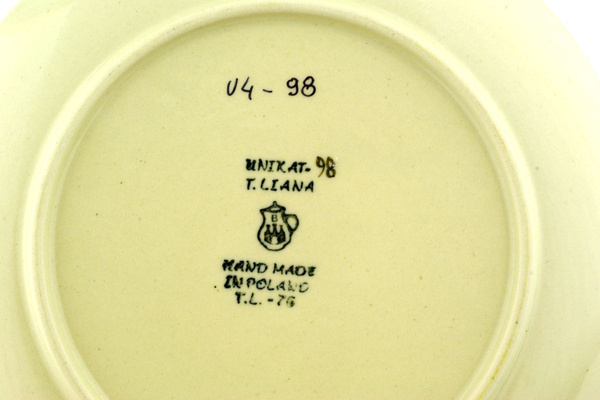 U4 - 98
UNIKAT-98
T. LIANA
B
HAND MADE
IN POLAND
T.L. -76